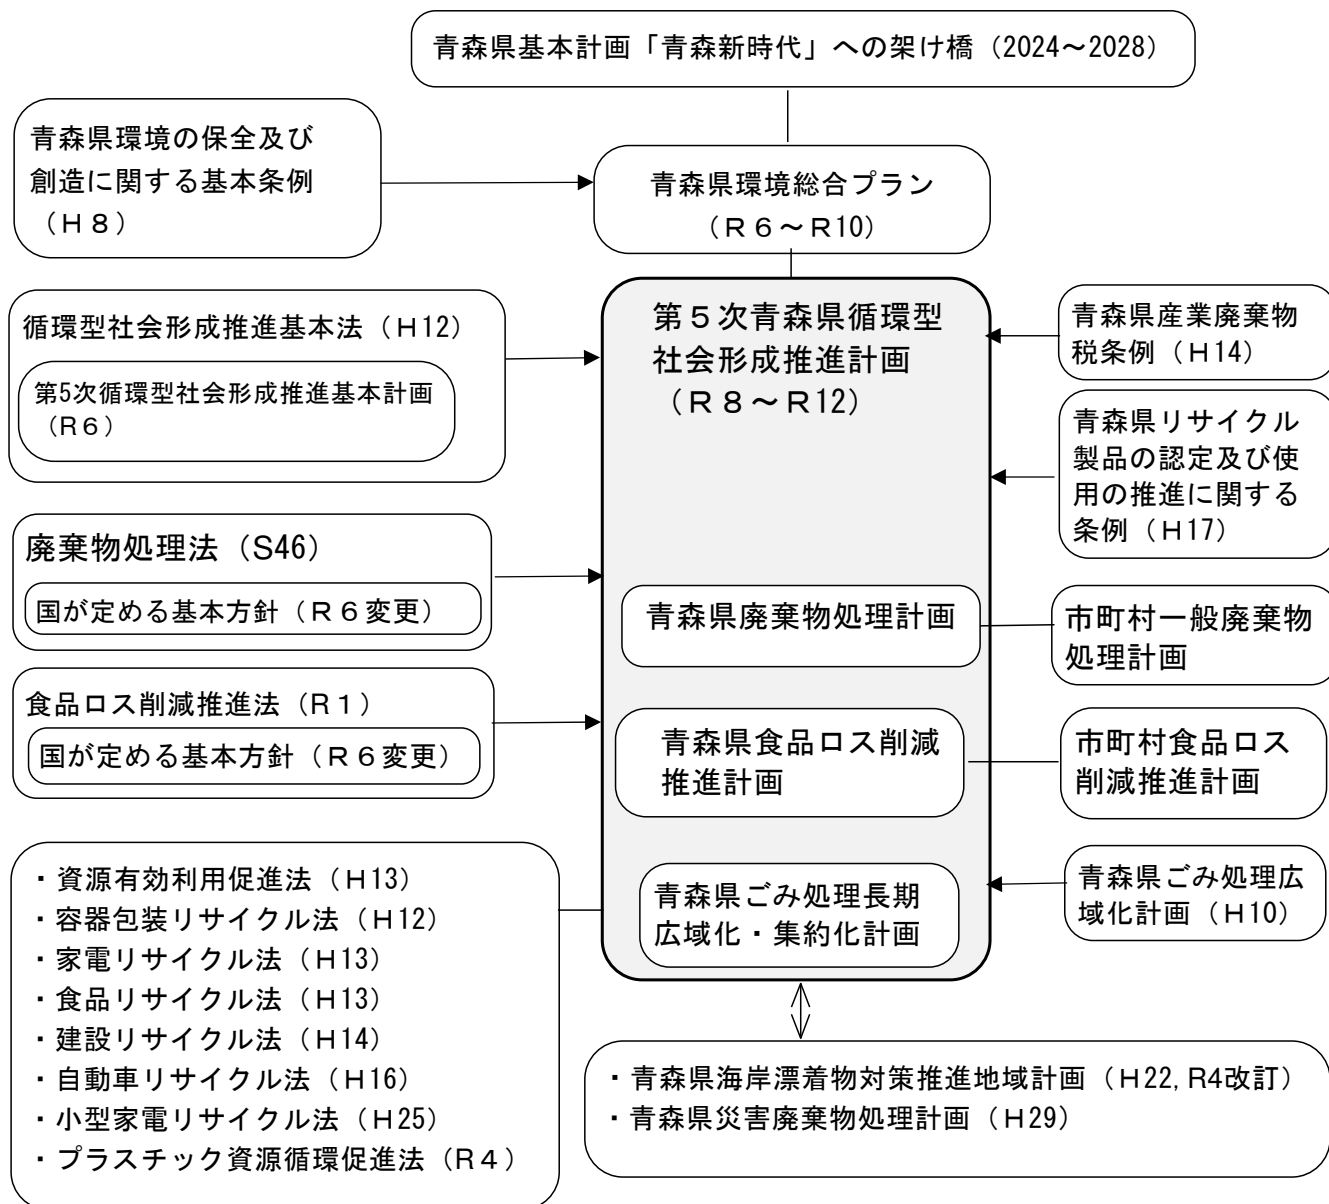 青森県基本計画「青森新時代」への架け橋（2024～2028）
青森県環境の保全及び
創造に関する基本条例
（Ｈ８）
青森県環境総合プラン
（Ｒ６～Ｒ10）
循環型社会形成推進基本法（Ｈ12）
第5次循環型社会形成推進基本計画
（R６）
廃棄物処理法（S46）
国が定める基本方針（Ｒ６変更）
食品ロス削減推進法（R１）
国が定める基本方針（Ｒ６変更）
・資源有効利用促進法（Ｈ13）
・容器包装リサイクル法（Ｈ12）
・家電リサイクル法（Ｈ13）
・食品リサイクル法（Ｈ13）
・建設リサイクル法（Ｈ14）
・自動車リサイクル法（Ｈ16）
・小型家電リサイクル法（Ｈ25）
・プラスチック資源循環促進法（R４）
第５次青森県循環型
社会形成推進計画
（Ｒ８～Ｒ12）
青森県廃棄物処理計画
青森県食品ロス削減
推進計画
青森県ごみ処理長期
広域化・集約化計画
青森県産業廃棄物
税条例（Ｈ14）
青森県リサイクル
製品の認定及び使
用の推進に関する
条例（Ｈ17）
市町村一般廃棄物
処理計画
市町村食品ロス
削減推進計画
青森県ごみ処理広
域化計画（Ｈ10）
・青森県海岸漂着物対策推進地域計画（Ｈ22, R4改訂）
・青森県災害廃棄物処理計画（Ｈ29）